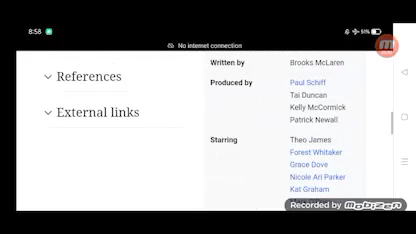 8:58
51%
No internet connection
References
External links
Written by
Brooks McLaren
Produced by
Paul Schiff
Tai Duncan
Kelly McCormick
Patrick Newall
Starring
Theo James
Forest Whitaker
Grace Dove
Nicole Ari Parker
Kat Graham
Recorded by mobizen